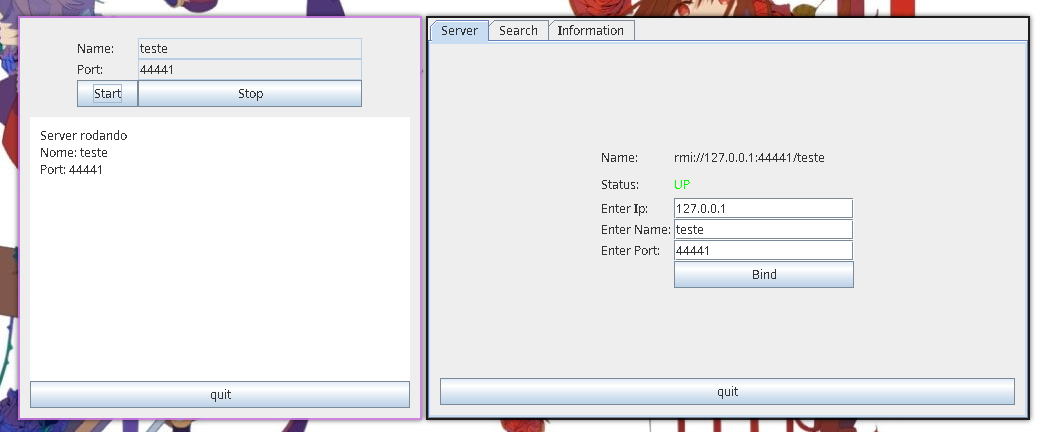 Name: teste
Port: 44441
Start Stop
Server rodando
Nome: teste
Port: 44441
quit
Server Search Information
Name: rmi://127.0.0.1:44441/teste
Status: UP
Enter Ip: 127.0.0.1
Enter Name: teste
Enter Port: 44441
Bind
quit